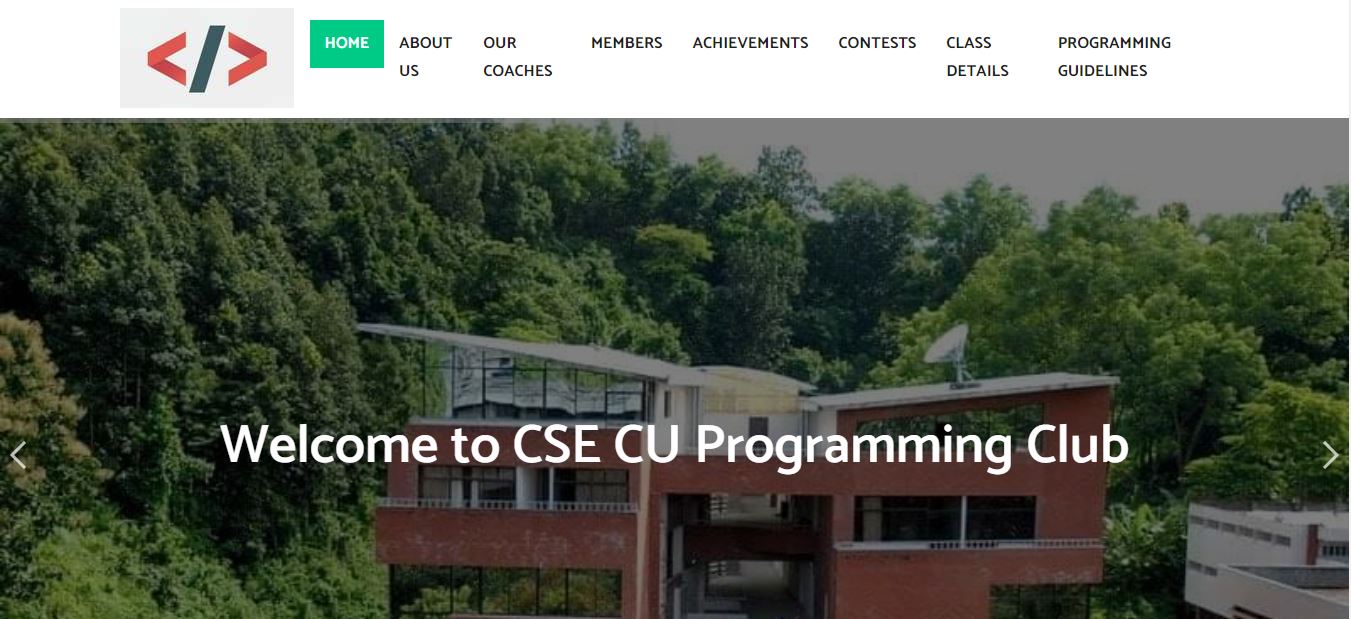 </>
HOME
ABOUT
US
OUR
COACHES
MEMBERS
ACHIEVEMENTS
CONTESTS
CLASS
DETAILS
PROGRAMMING
GUIDELINES
Welcome to CSE CU Programming Club